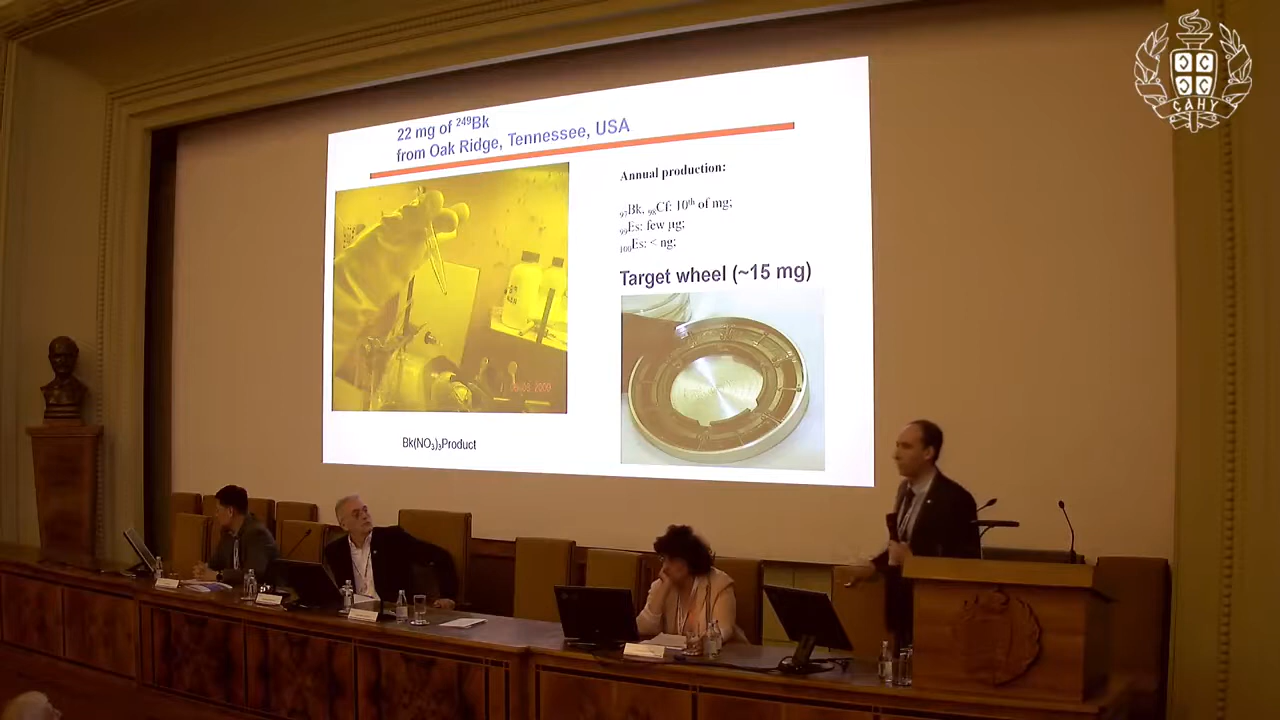 22 mg of ²⁴⁹Bk
from Oak Ridge, Tennessee, USA
Annual production:
₉₇Bk, ₉₈Cf: 10ᵗʰ of mg;
₉₉Es: few µg;
₁₀₀Es: < ng;
Target wheel (~15 mg)
Bk(NO₃)₃Product
САНУ